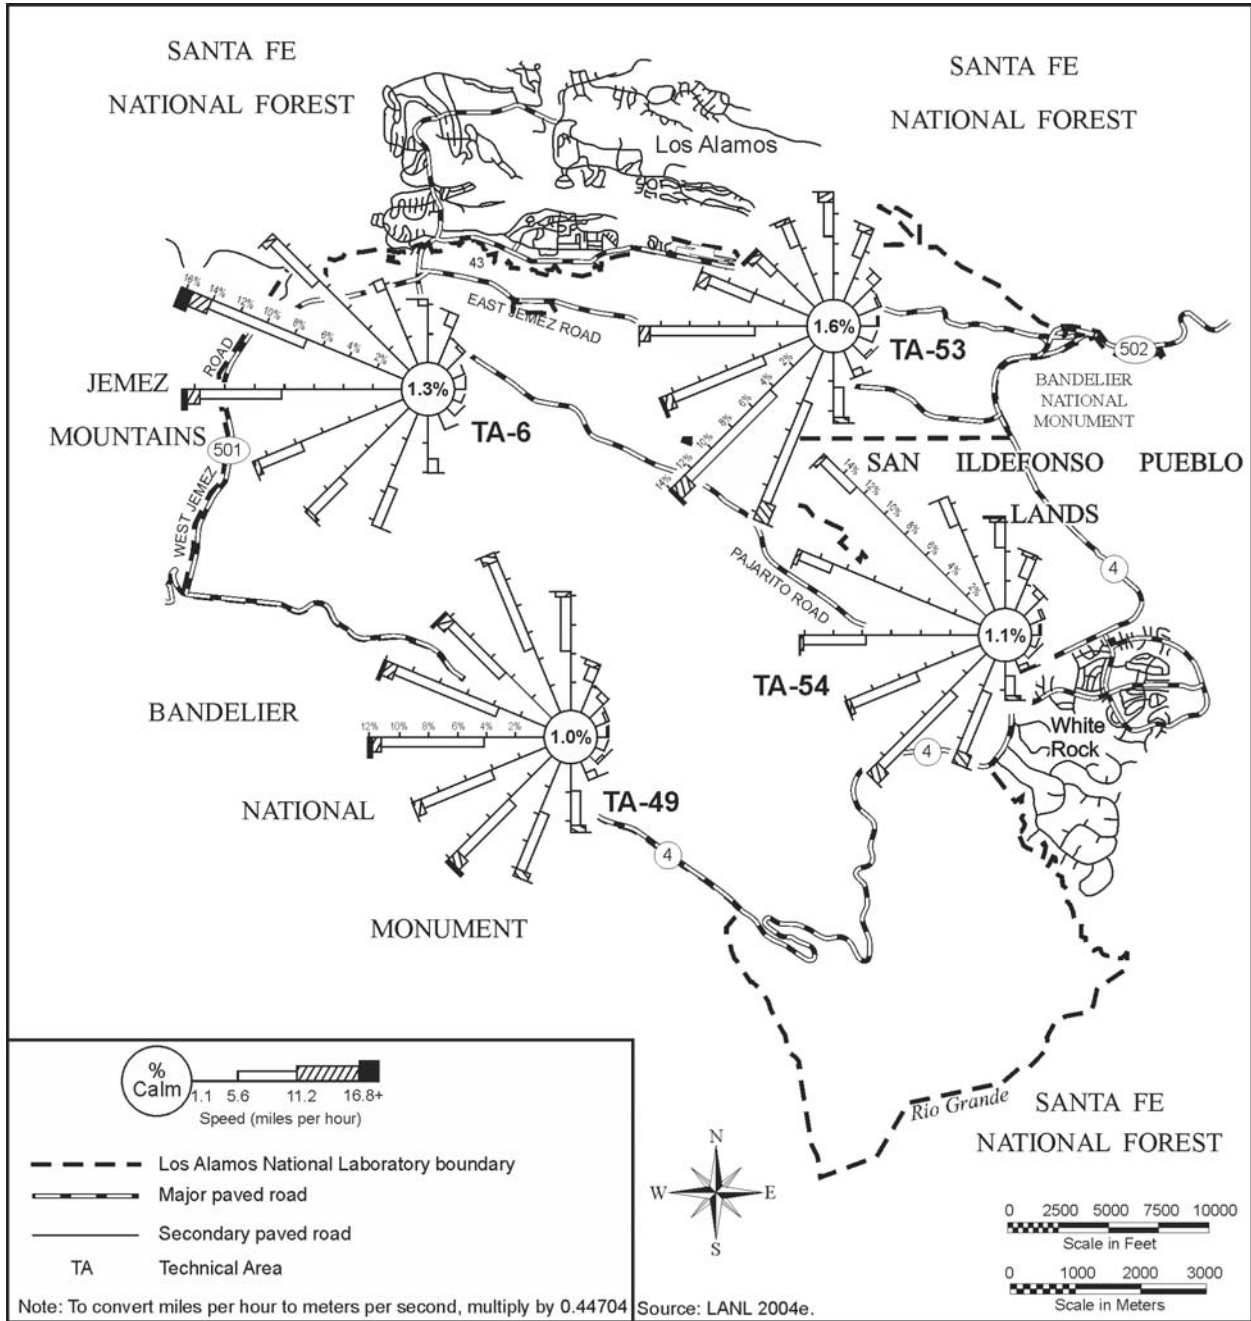 SANTA FE
NATIONAL FOREST
SANTA FE
NATIONAL FOREST
Los Alamos
43
EAST JEMEZ ROAD
16%
14%
12%
10%
8%
6%
4%
2%
1.3%
TA-6
1.6%
TA-53
2%
4%
6%
8%
10%
12%
14%
502
BANDELIER
NATIONAL
MONUMENT
JEMEZ
MOUNTAINS
ROAD
501
WEST JEMEZ
SAN ILDEFONSO PUEBLO
LANDS
14%
12%
10%
8%
6%
4%
2%
1.1%
TA-54
4
PAJARITO ROAD
BANDELIER
12%
10%
8%
6%
4%
2%
1.0%
TA-49
NATIONAL
MONUMENT
4
4
White
Rock
Rio Grande
SANTA FE
NATIONAL FOREST
%
Calm
1.1 5.6 11.2 16.8+
Speed (miles per hour)
Los Alamos National Laboratory boundary
Major paved road
Secondary paved road
TA Technical Area
Note: To convert miles per hour to meters per second, multiply by 0.44704
Source: LANL 2004e.
N
W E
S
0 2500 5000 7500 10000
Scale in Feet
0 1000 2000 3000
Scale in Meters